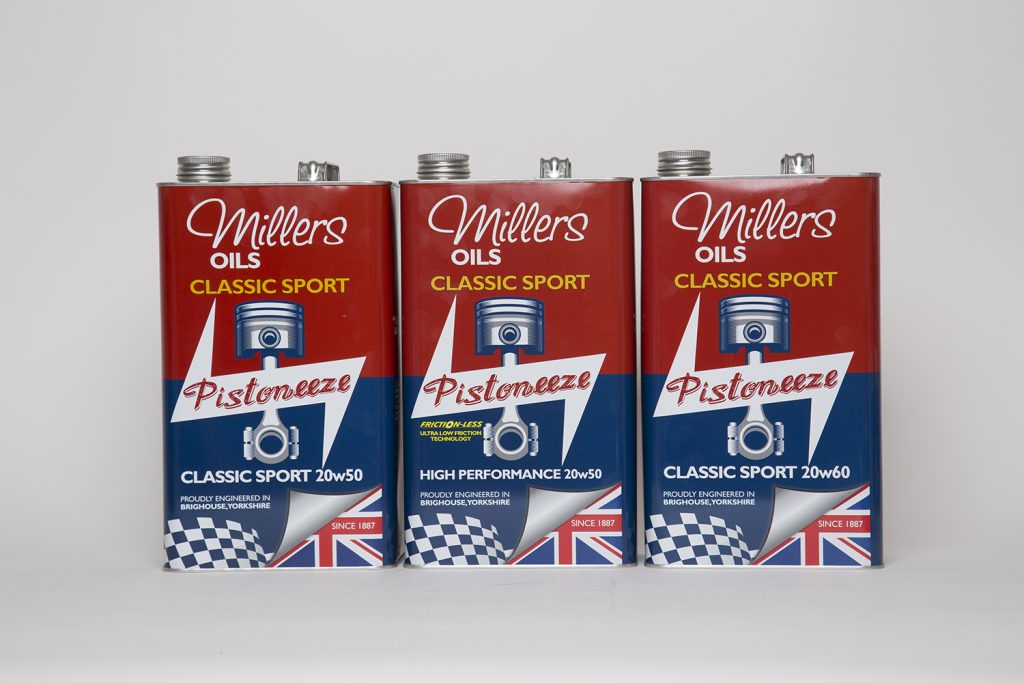 Millers
OILS
CLASSIC SPORT
Pistoneeze
CLASSIC SPORT 20w50
PROUDLY ENGINEERED IN
BRIGHOUSE, YORKSHIRE
SINCE 1887
Millers
OILS
CLASSIC SPORT
Pistoneeze
FRICTION-LESS
ULTRA LOW FRICTION
TECHNOLOGY
HIGH PERFORMANCE 20w50
PROUDLY ENGINEERED IN
BRIGHOUSE, YORKSHIRE
SINCE 1887
Millers
OILS
CLASSIC SPORT
Pistoneeze
CLASSIC SPORT 20w60
PROUDLY ENGINEERED IN
BRIGHOUSE, YORKSHIRE
SINCE 1887